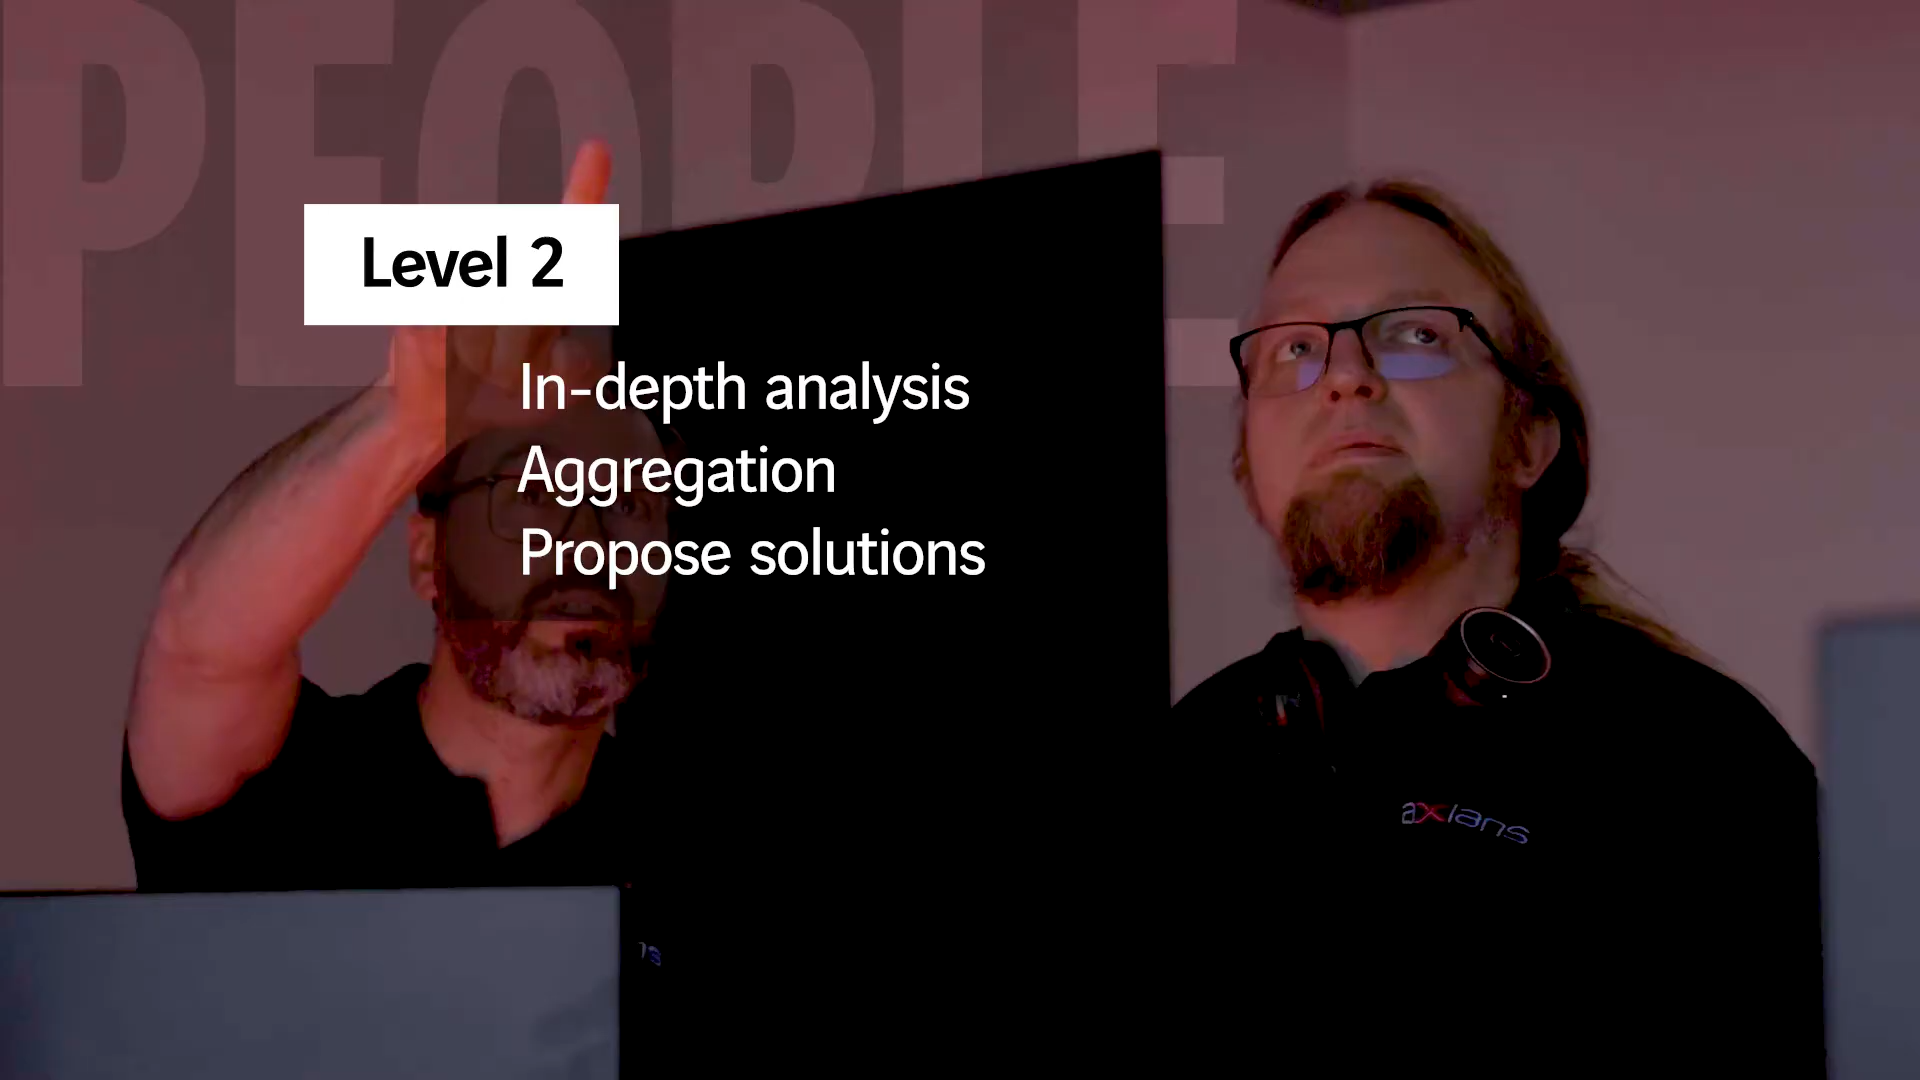 PEOPLE
Level 2
In-depth analysis
Aggregation
Propose solutions
axians